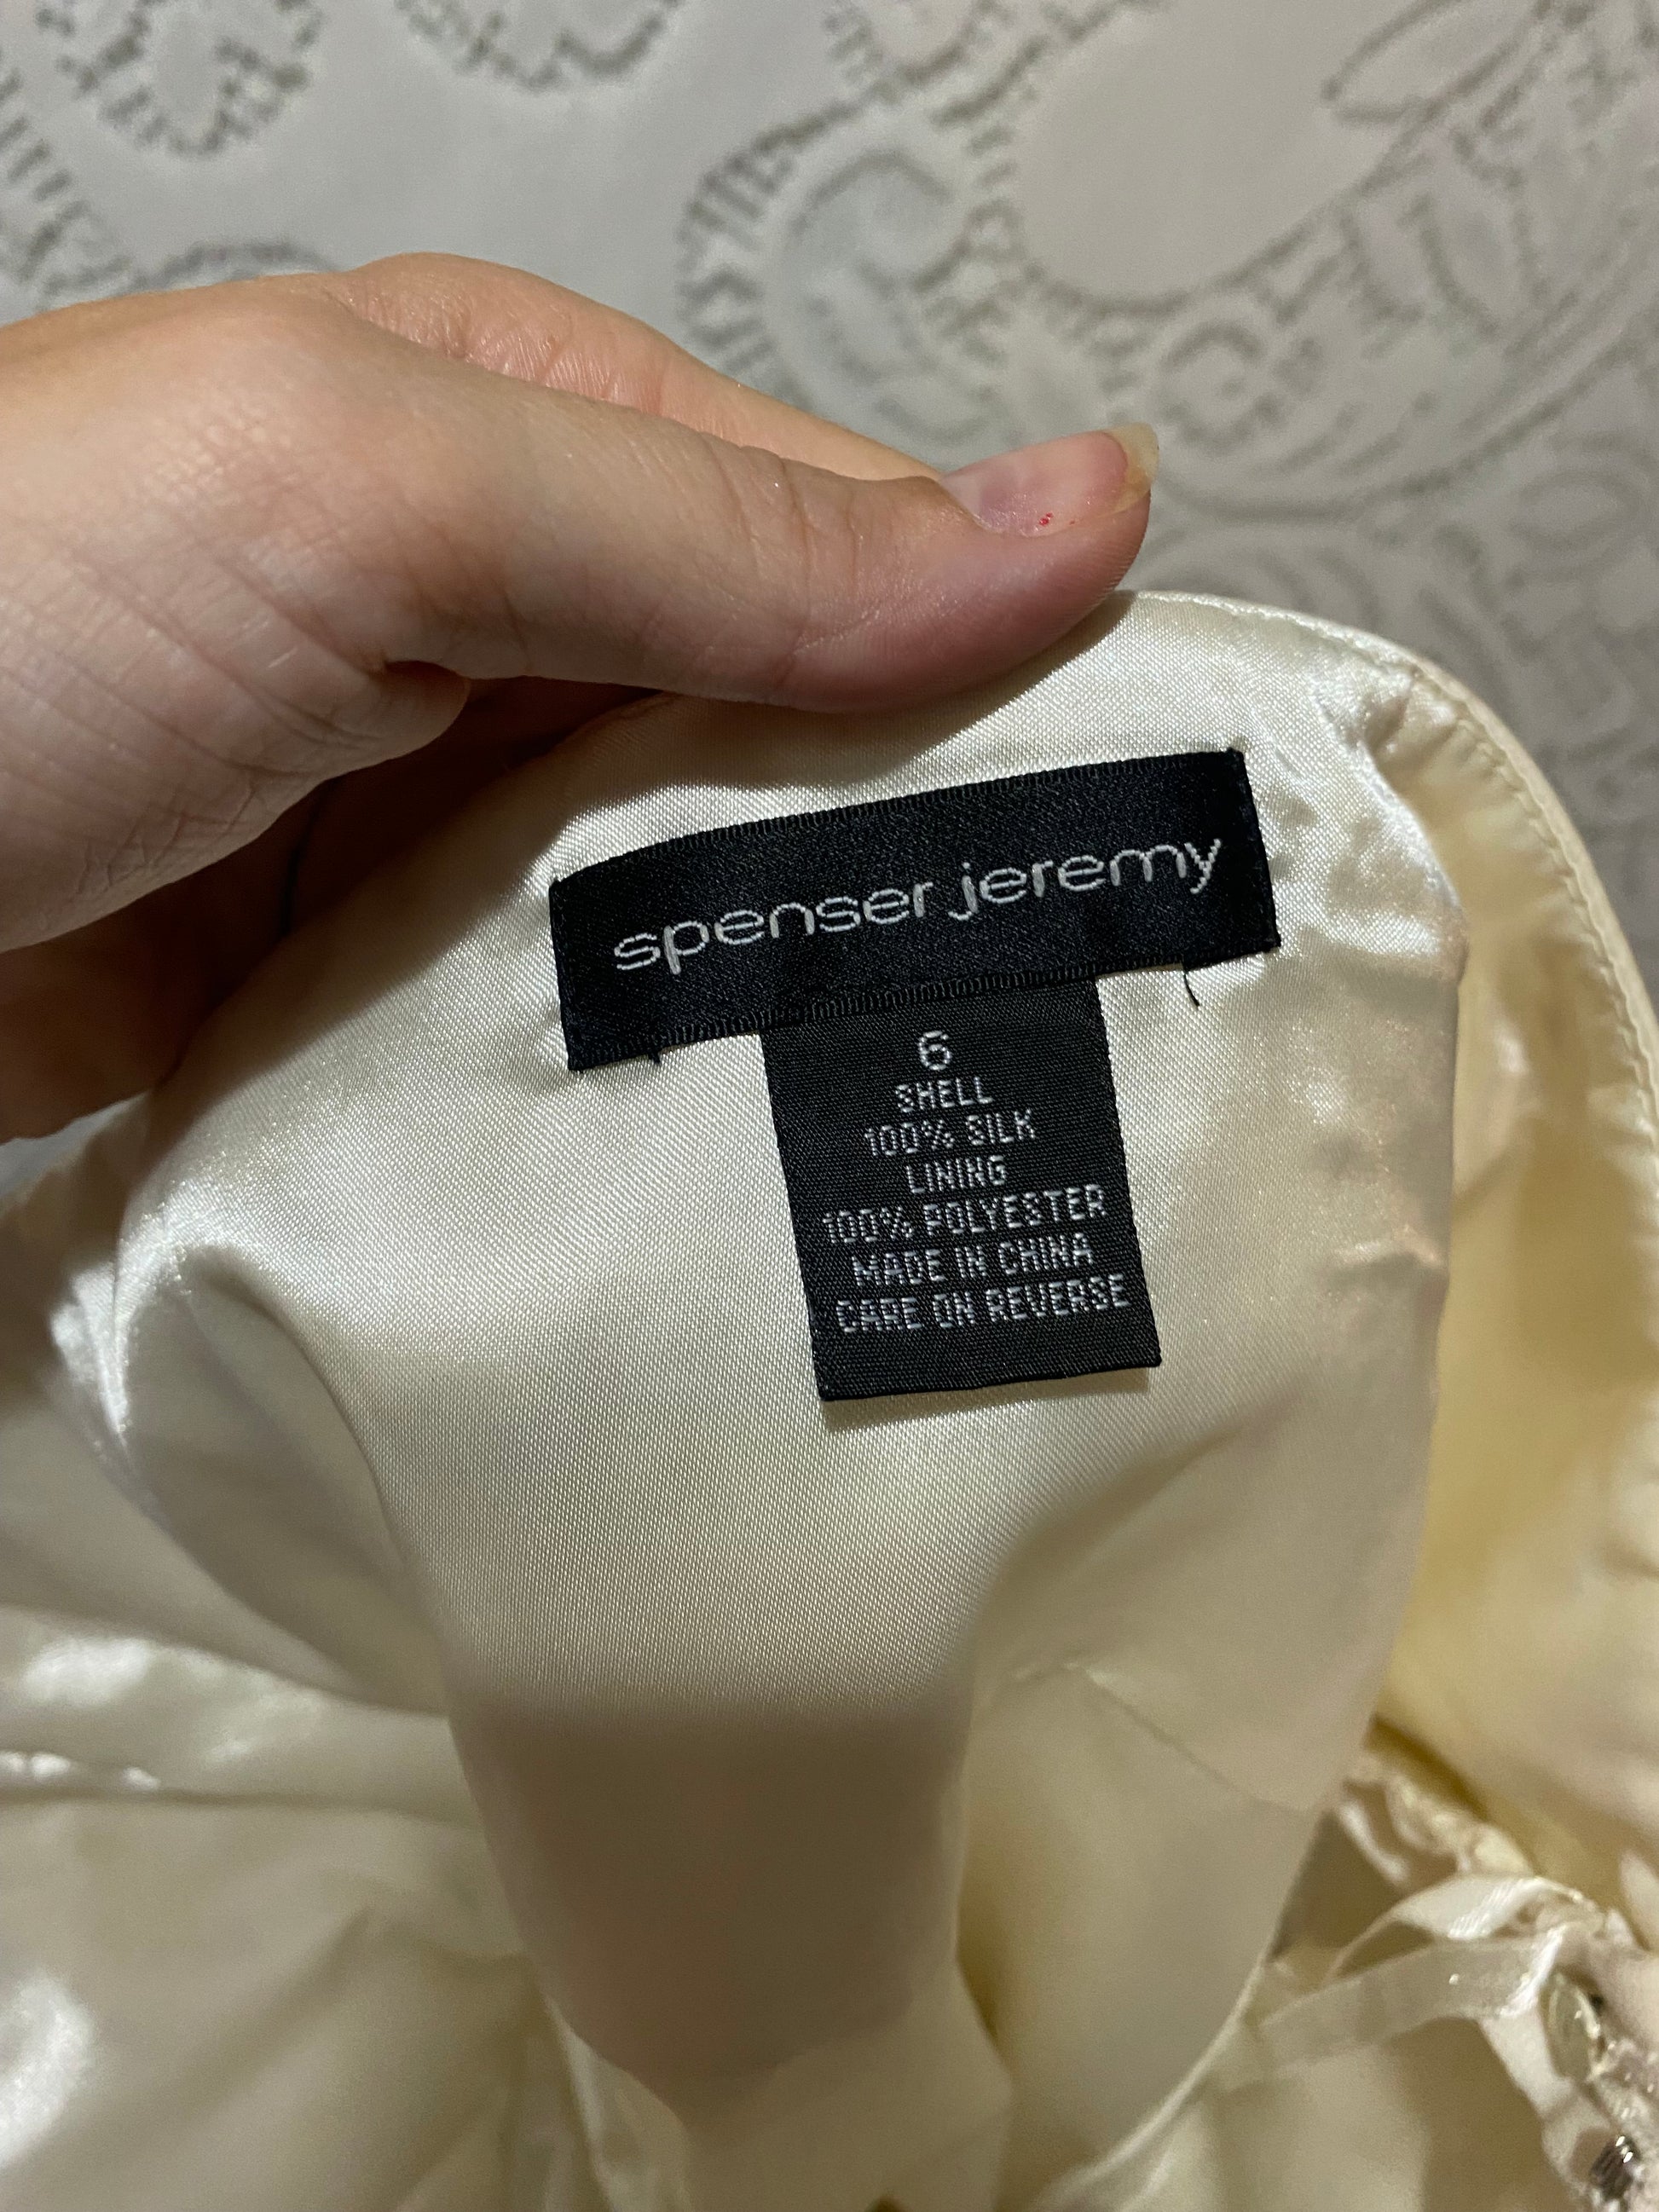 spenser jeremy
6
SHELL
100% SILK
LINING
100% POLYESTER
MADE IN CHINA
CARE ON REVERSE